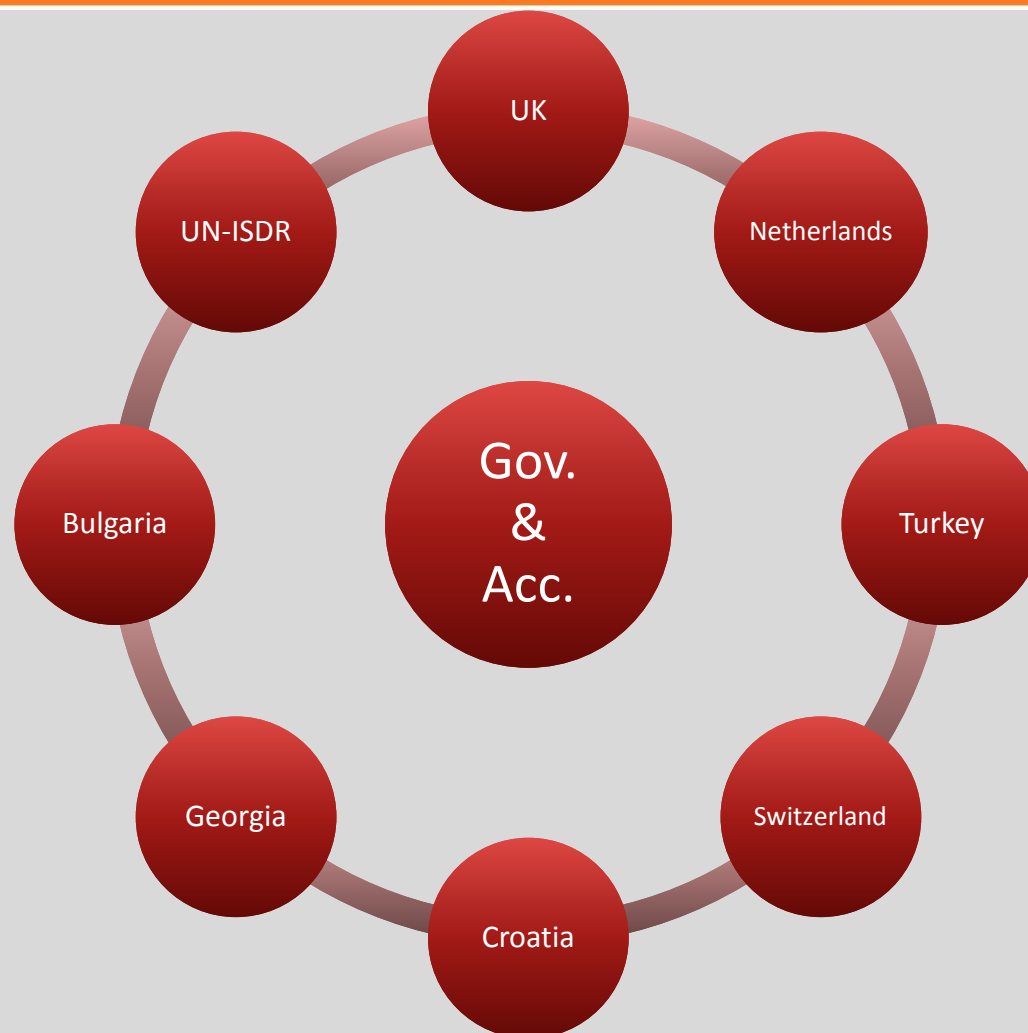 UK
Netherlands
Turkey
Switzerland
Croatia
Georgia
Bulgaria
UN-ISDR
Gov.
&
Acc.